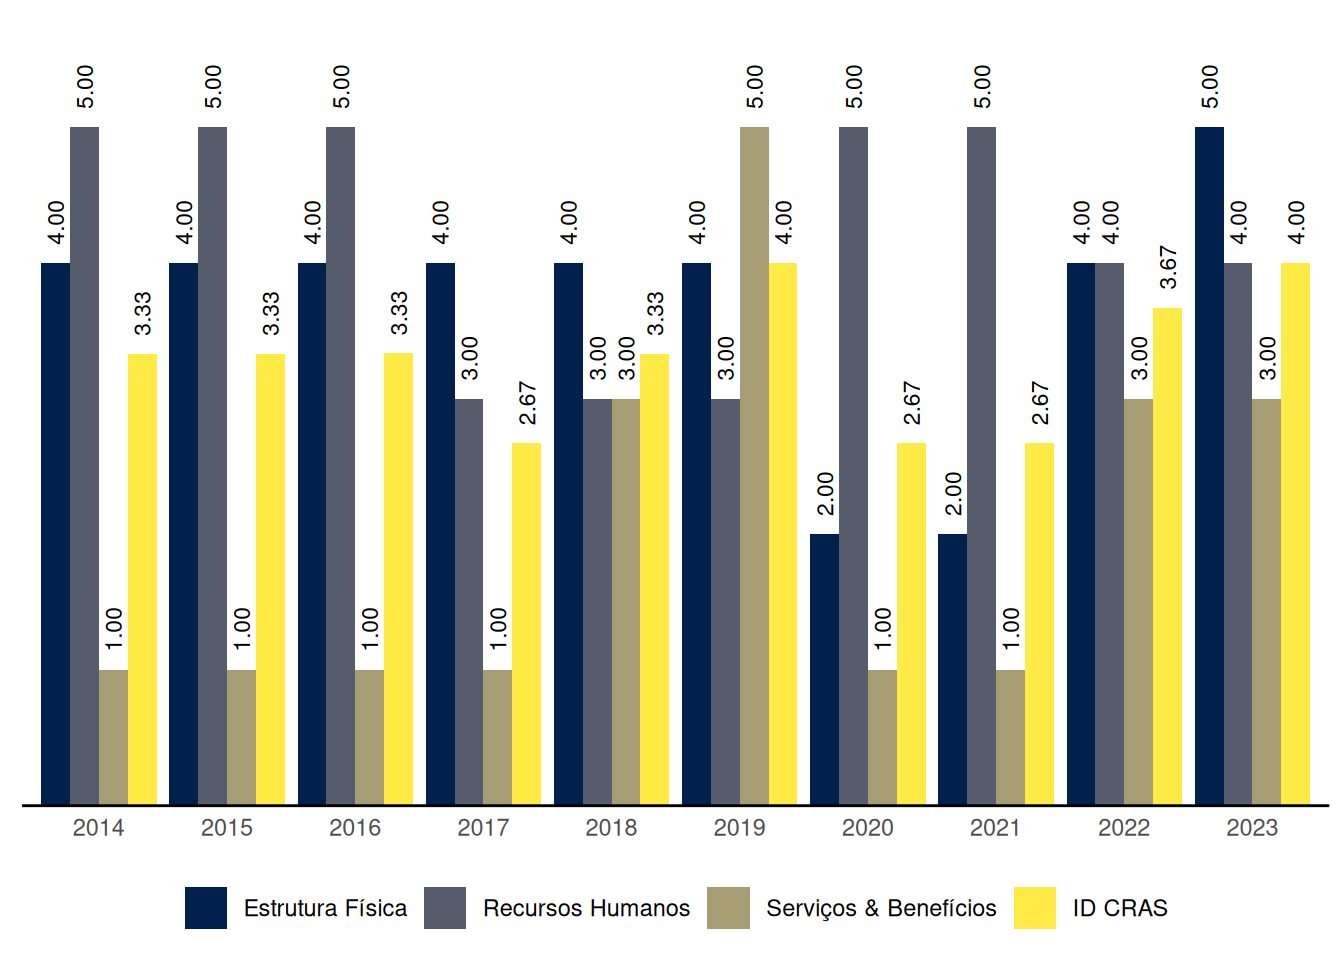 4.00 5.00 1.00 3.33
4.00 5.00 1.00 3.33
4.00 5.00 1.00 3.33
4.00 3.00 1.00 2.67
4.00 3.00 3.00 3.33
4.00 3.00 5.00 4.00
2.00 5.00 1.00 2.67
2.00 5.00 1.00 2.67
4.00 4.00 3.00 3.67
5.00 4.00 3.00 4.00
2014 2015 2016 2017 2018 2019 2020 2021 2022 2023
Estrutura Física Recursos Humanos Serviços & Benefícios ID CRAS